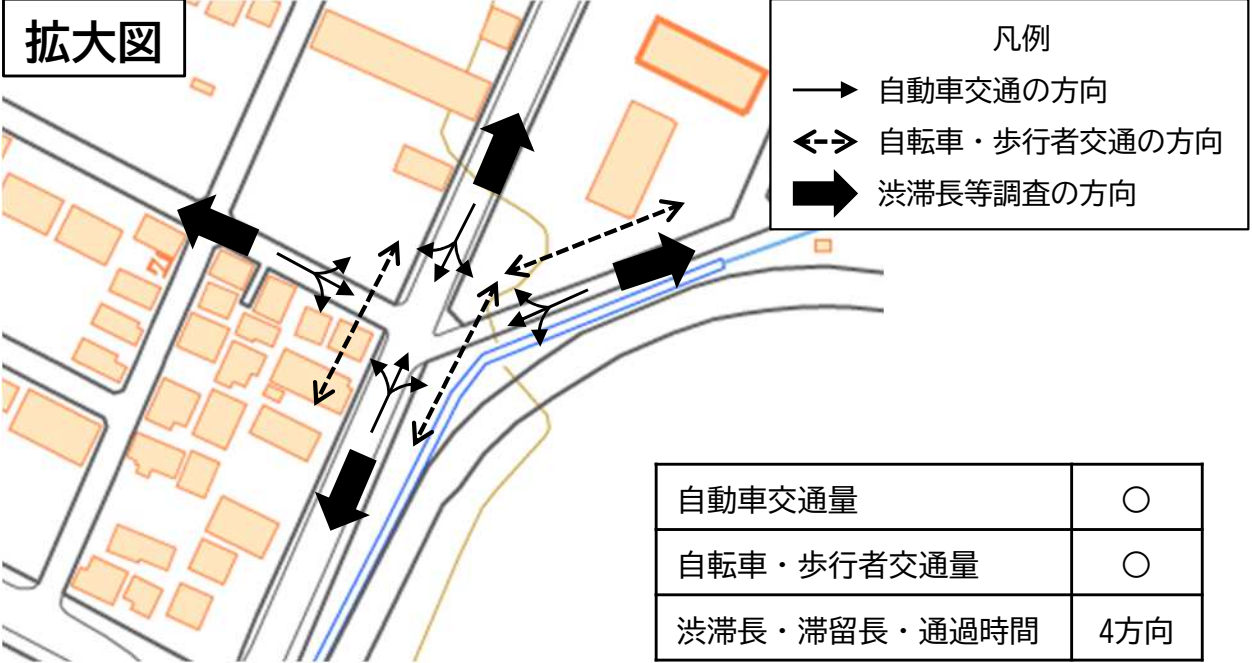 拡大図
凡例
自動車交通の方向
自転車・歩行者交通の方向
渋滞長等調査の方向
自動車交通量 ○
自転車・歩行者交通量 ○
渋滞長・滞留長・通過時間 4方向